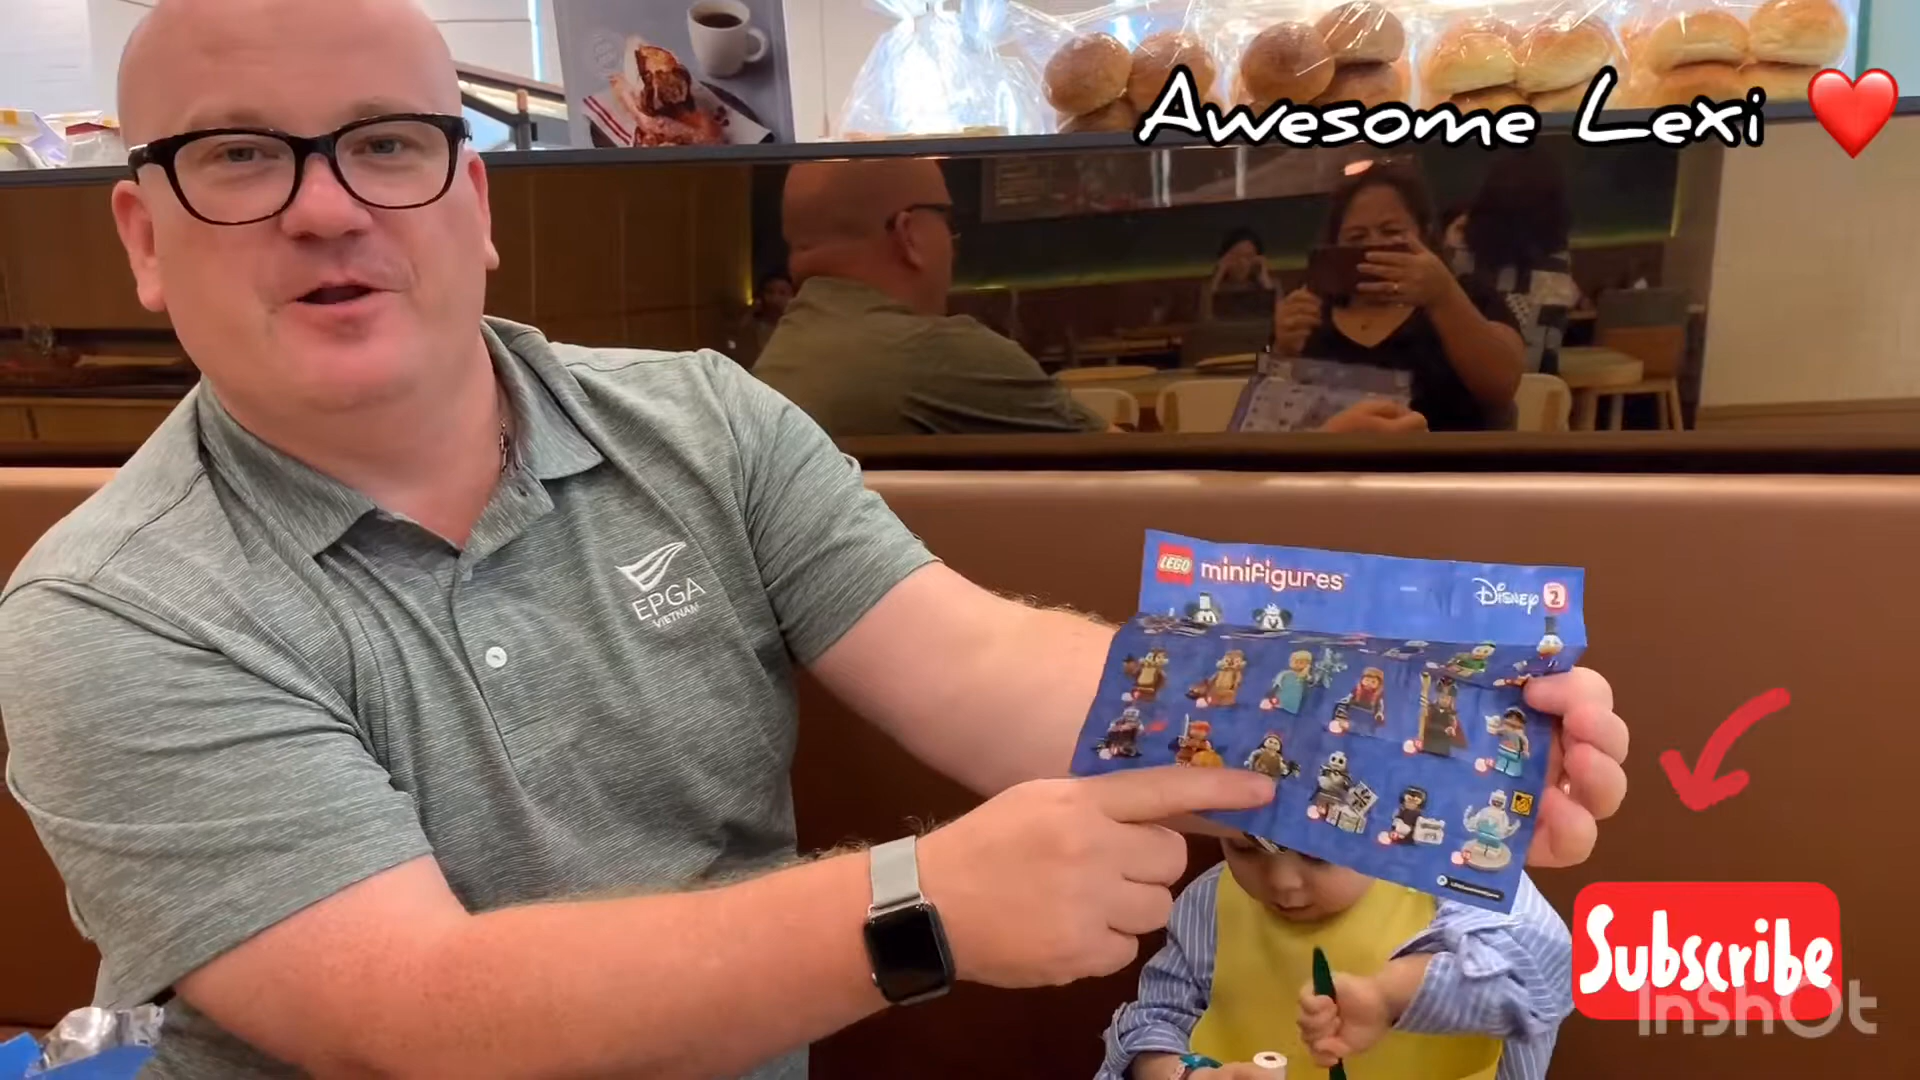 Awesome Lexi ❤️
EPGA
VIETNAM
LEGO minifigures
Disney 2
Subscribe
InShOt